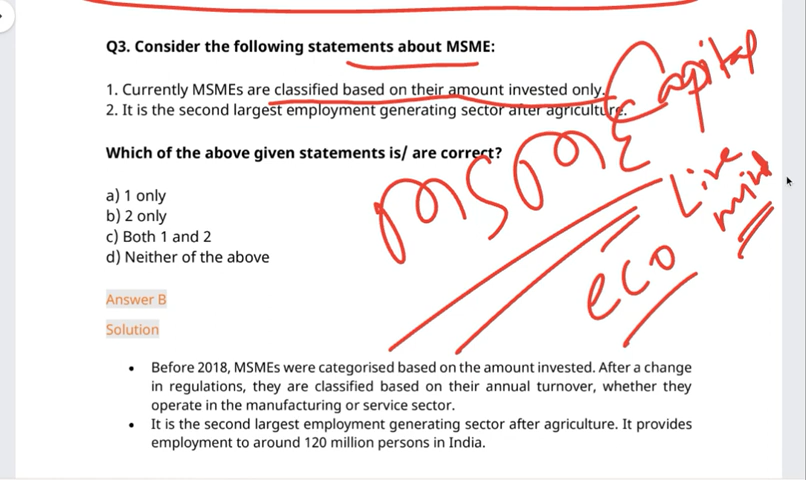 Q3. Consider the following statements about MSME:
1. Currently MSMEs are classified based on their amount invested only.
2. It is the second largest employment generating sector after agriculture.
Capital
Which of the above given statements is/ are correct?
MSME
Live
mint
a) 1 only
b) 2 only
c) Both 1 and 2
d) Neither of the above
eco
Answer B
Solution
• Before 2018, MSMEs were categorised based on the amount invested. After a change
in regulations, they are classified based on their annual turnover, whether they
operate in the manufacturing or service sector.
• It is the second largest employment generating sector after agriculture. It provides
employment to around 120 million persons in India.